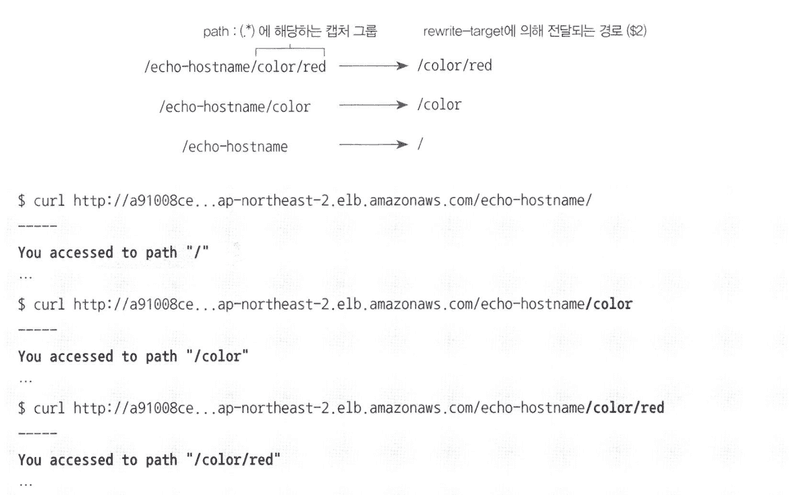 path : (.*) 에 해당하는 캡처 그룹 rewrite-target에 의해 전달되는 경로 ($2)
/echo-hostname/color/red /color/red
/echo-hostname/color /color
/echo-hostname /
$ curl http://a91008ce...ap-northeast-2.elb.amazonaws.com/echo-hostname/
-----
You accessed to path "/"
...
$ curl http://a91008ce...ap-northeast-2.elb.amazonaws.com/echo-hostname/color
-----
You accessed to path "/color"
...
$ curl http://a91008ce...ap-northeast-2.elb.amazonaws.com/echo-hostname/color/red
-----
You accessed to path "/color/red"
...